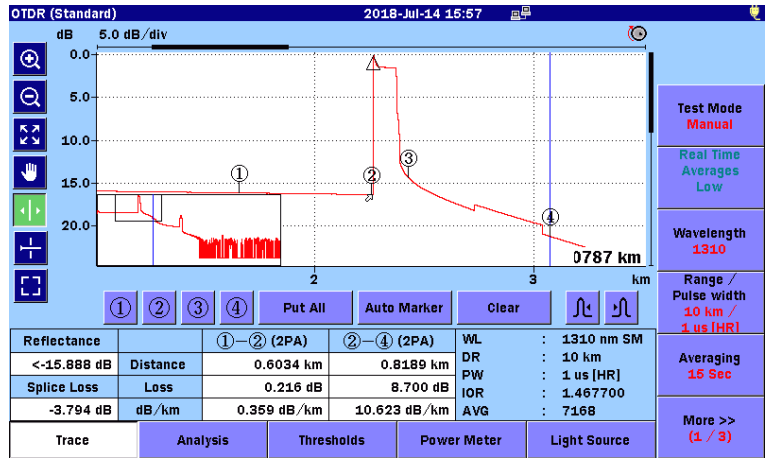 OTDR (Standard) 2018-Jul-14 15:57
dB 5.0 dB/div
0.0
5.0
10.0
15.0
20.0
① ② ③ ④
0787 km
2 3 km
① ② ③ ④ Put All Auto Marker Clear
Reflectance ①-② (2PA) ②-④ (2PA)
<-15.888 dB Distance 0.6034 km 0.8189 km
Splice Loss Loss 0.216 dB 8.700 dB
-3.794 dB dB/km 0.359 dB/km 10.623 dB/km
WL : 1310 nm SM
DR : 10 km
PW : 1 us [HR]
IOR : 1.467700
AVG : 7168
Trace Analysis Thresholds Power Meter Light Source
Test Mode
Manual
Real Time
Averages
Low
Wavelength
1310
Range /
Pulse width
10 km /
1 us [HR]
Averaging
15 Sec
More >>
(1 / 3)